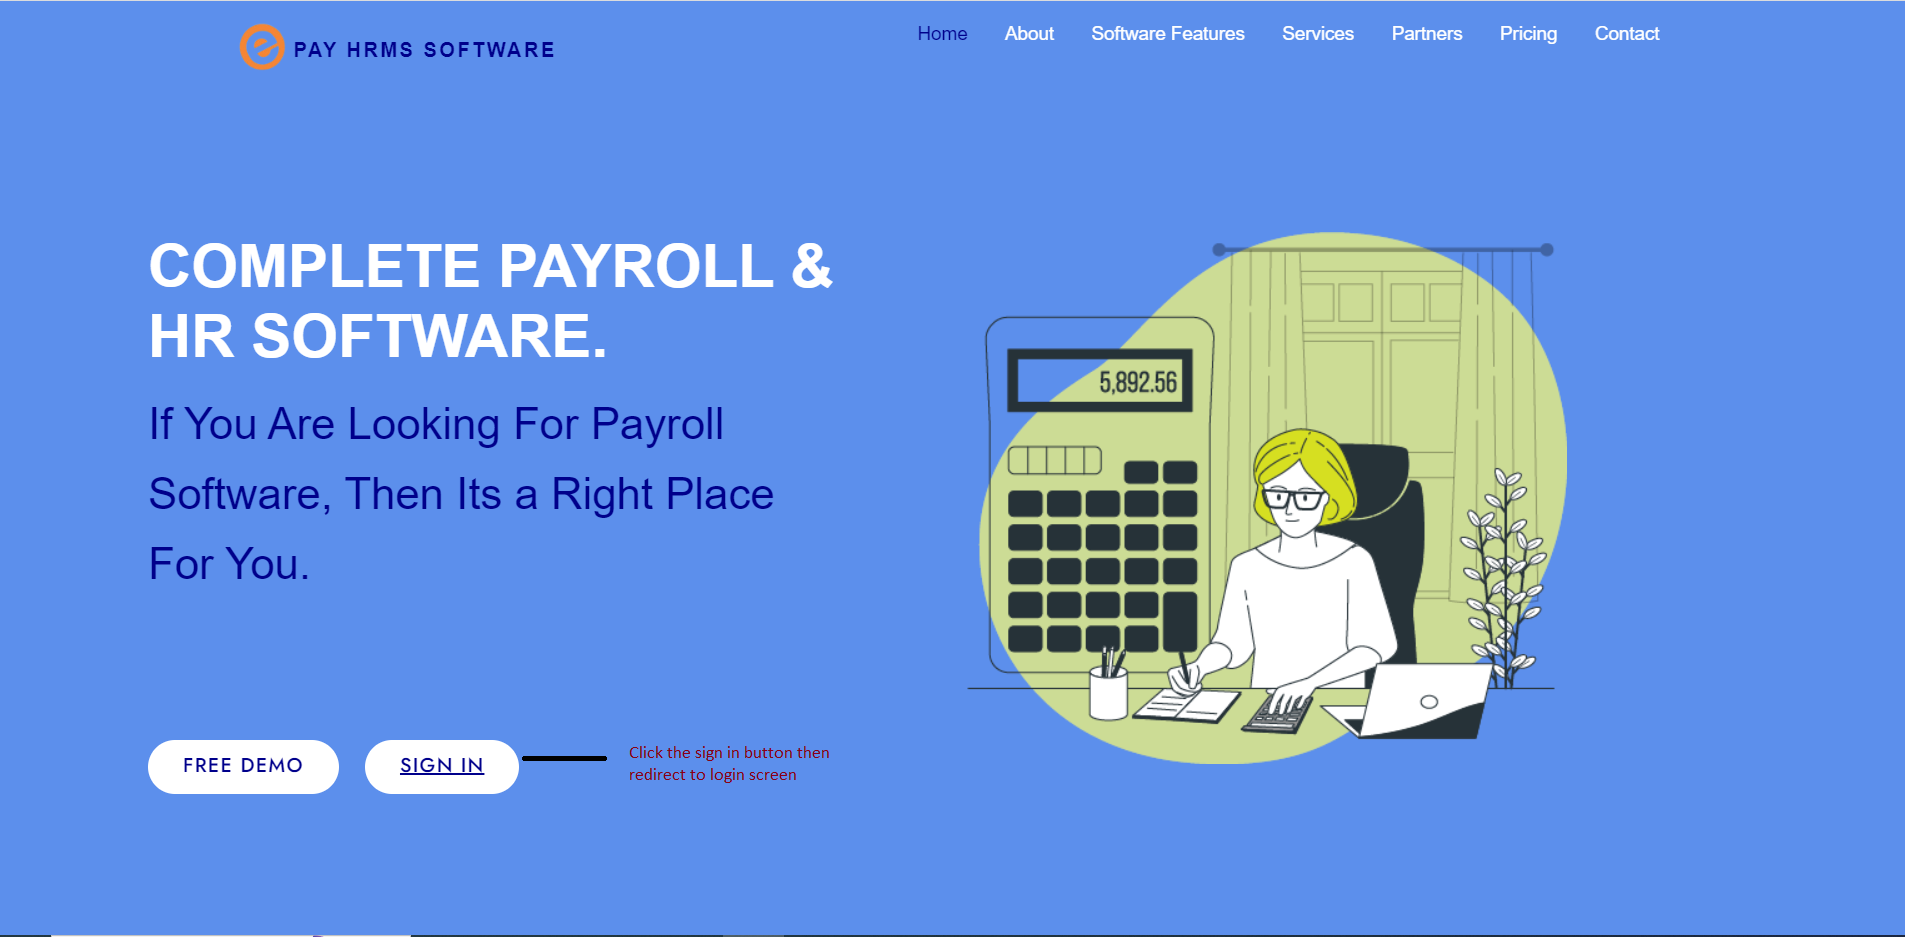 e PAY HRMS SOFTWARE
Home About Software Features Services Partners Pricing Contact
COMPLETE PAYROLL &
HR SOFTWARE.
If You Are Looking For Payroll
Software, Then Its a Right Place
For You.
5,892.56
FREE DEMO
SIGN IN
Click the sign in button then
redirect to login screen